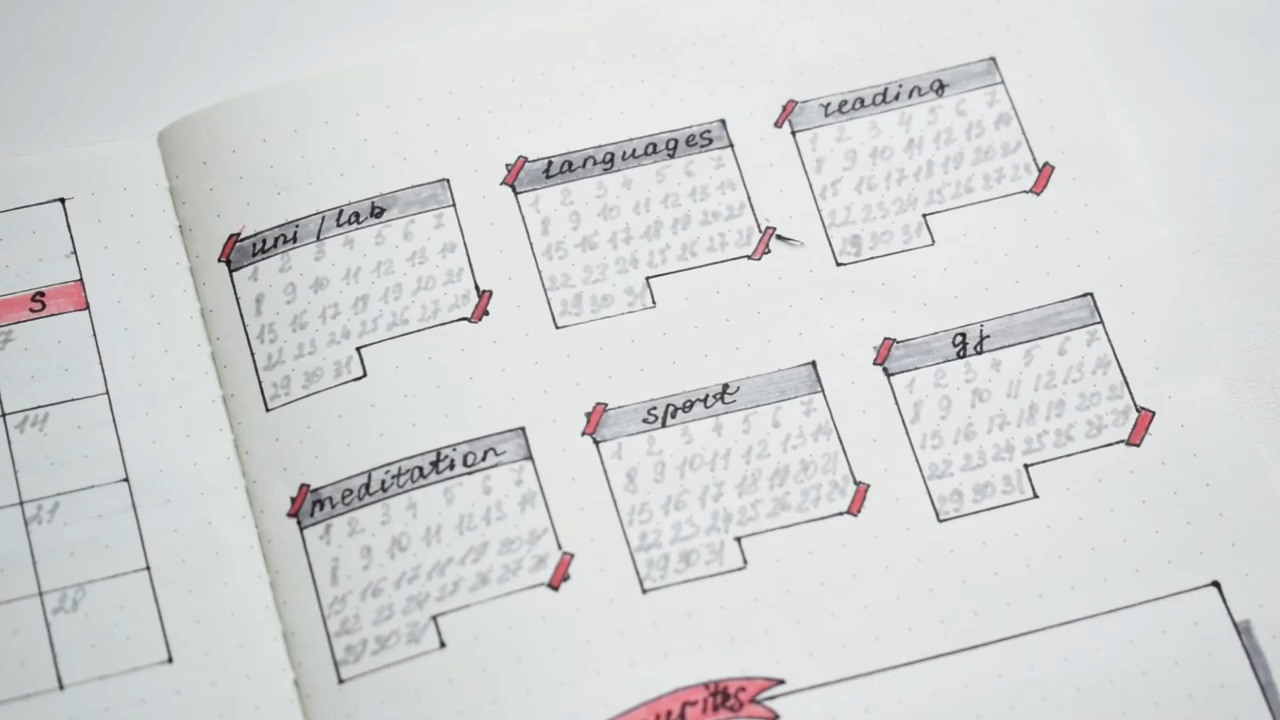 S
14
21
28
uni / lab
1 2 3 4 5 6 7
8 9 10 11 12 13 14
15 16 17 18 19 20 21
22 23 24 25 26 27 28
29 30 31
languages
1 2 3 4 5 6 7
8 9 10 11 12 13 14
15 16 17 18 19 20 21
22 23 24 25 26 27 28
29 30 31
reading
1 2 3 4 5 6 7
8 9 10 11 12 13 14
15 16 17 18 19 20 21
22 23 24 25 26 27 28
29 30 31
meditation
1 2 3 4 5 6 7
8 9 10 11 12 13 14
15 16 17 18 19 20 21
22 23 24 25 26 27 28
29 30 31
sport
1 2 3 4 5 6 7
8 9 10 11 12 13 14
15 16 17 18 19 20 21
22 23 24 25 26 27 28
29 30 31
gj
1 2 3 4 5 6 7
8 9 10 11 12 13 14
15 16 17 18 19 20 21
22 23 24 25 26 27 28
29 30 31